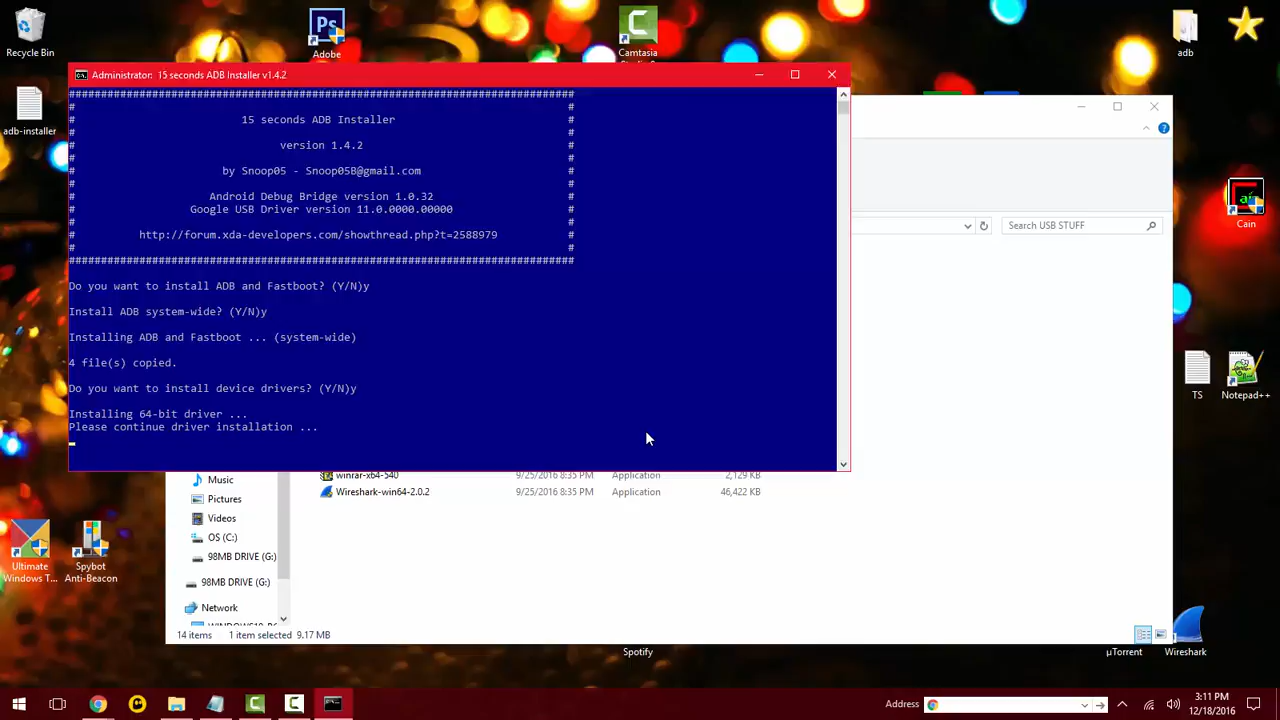 Recycle Bin
Adobe
Camtasia
adb
adb-installer
Administrator: 15 seconds ADB Installer v1.4.2
###############################################################################
# #
# 15 seconds ADB Installer #
# #
# version 1.4.2 #
# #
# by Snoop05 - Snoop05B@gmail.com #
# #
# Android Debug Bridge version 1.0.32 #
# Google USB Driver version 11.0.0000.00000 #
# #
# http://forum.xda-developers.com/showthread.php?t=2588979 #
# #
###############################################################################
Do you want to install ADB and Fastboot? (Y/N)y
Install ADB system-wide? (Y/N)y
Installing ADB and Fastboot ... (system-wide)
4 file(s) copied.
Do you want to install device drivers? (Y/N)y
Installing 64-bit driver ...
Please continue driver installation ...
Search USB STUFF
Cain
TS
Notepad++
winrar-x64-540 9/25/2016 8:35 PM Application 2,129 KB
Wireshark-win64-2.0.2 9/25/2016 8:35 PM Application 46,422 KB
Music
Pictures
Videos
OS (C:)
98MB DRIVE (G:)
98MB DRIVE (G:)
Network
14 items 1 item selected 9.17 MB
Ultimate
Windows T...
Spybot
Anti-Beacon
Spotify
µTorrent
Wireshark
Address
3:11 PM
12/18/2016